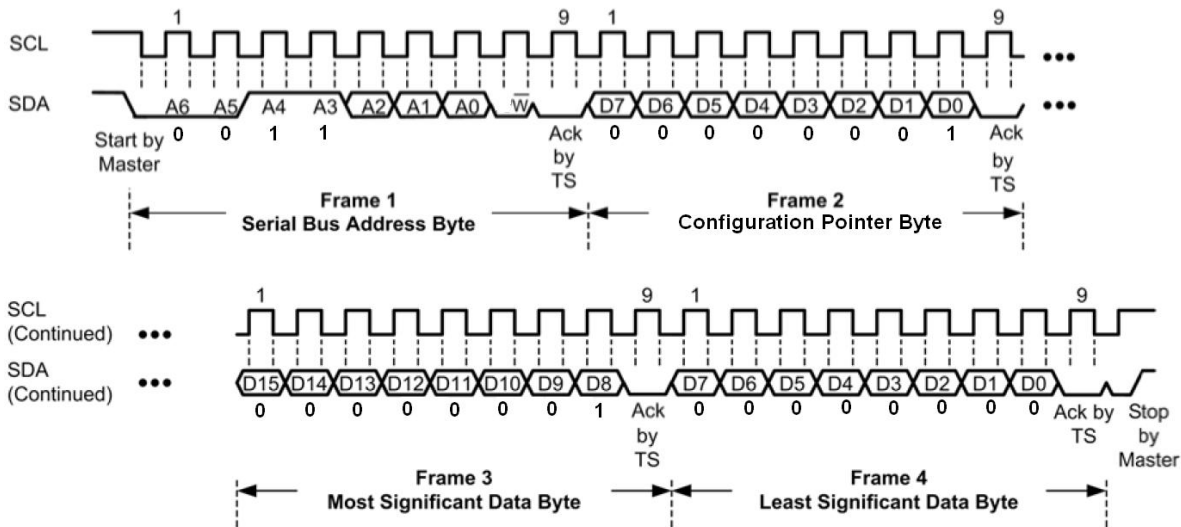 1 9 1 9
SCL
SDA A6 A5 A4 A3 A2 A1 A0 W D7 D6 D5 D4 D3 D2 D1 D0
0 0 1 1 0 0 0 0 0 0 0 1
Start by
Master
Ack
by
TS
Ack
by
TS
Frame 1
Serial Bus Address Byte
Frame 2
Configuration Pointer Byte
1 9 1 9
SCL
(Continued)
SDA
(Continued)
D15 D14 D13 D12 D11 D10 D9 D8 D7 D6 D5 D4 D3 D2 D1 D0
0 0 0 0 0 0 0 1 0 0 0 0 0 0 0 0
Ack
by
TS
Ack by
TS
Stop
by
Master
Frame 3
Most Significant Data Byte
Frame 4
Least Significant Data Byte